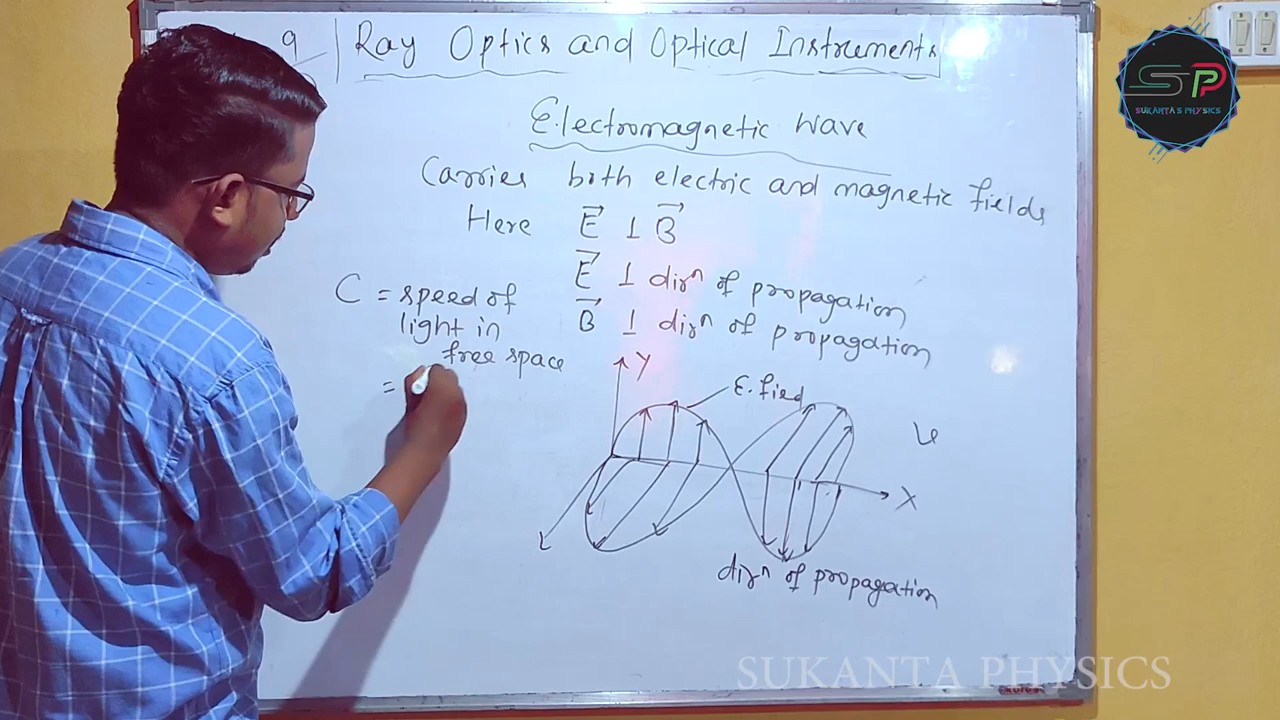 9 | Ray Optics and Optical Instruments
Electromagnetic Wave
Carries both electric and magnetic fields
Here E ⊥ B
E ⊥ dirⁿ of propagation
B ⊥ dirⁿ of propagation
C = speed of
light in
free space
=
Y
E. fied
X
Z
dirⁿ of propagation
SP
SUKANTA'S PHYSICS
SUKANTA PHYSICS